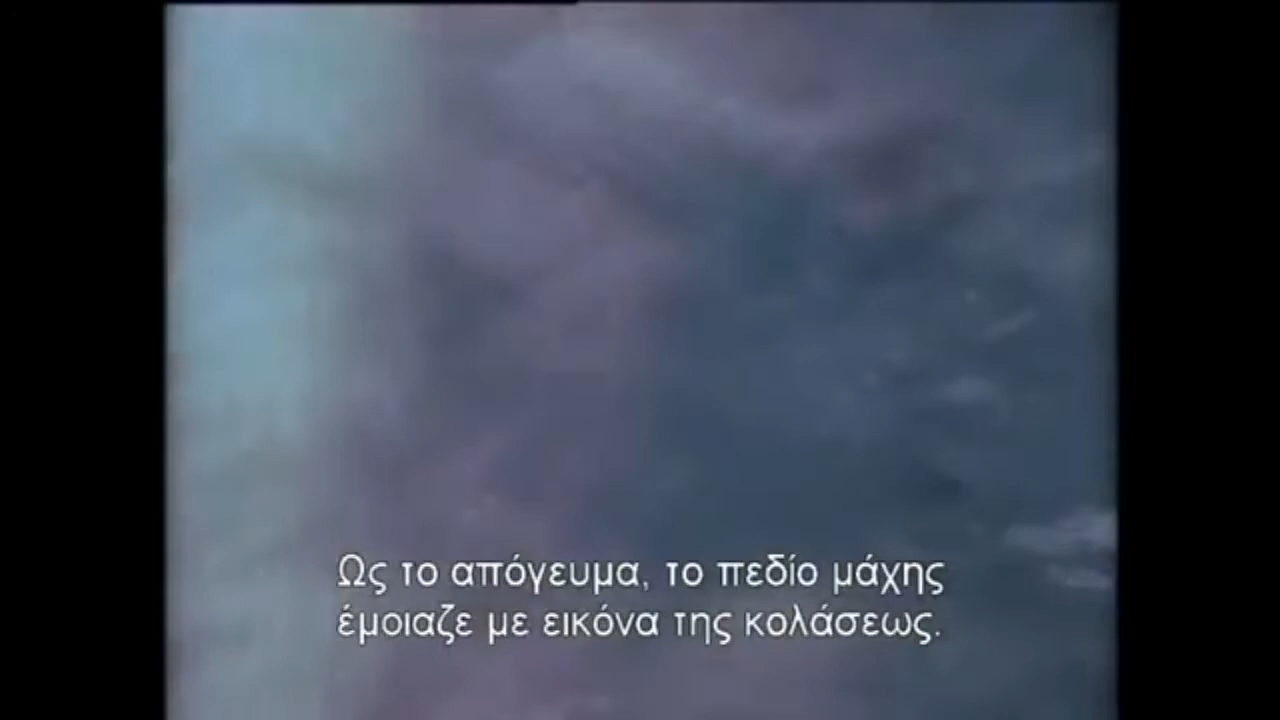 Ως το απόγευμα, το πεδίο μάχης
έμοιαζε με εικόνα της κολάσεως.